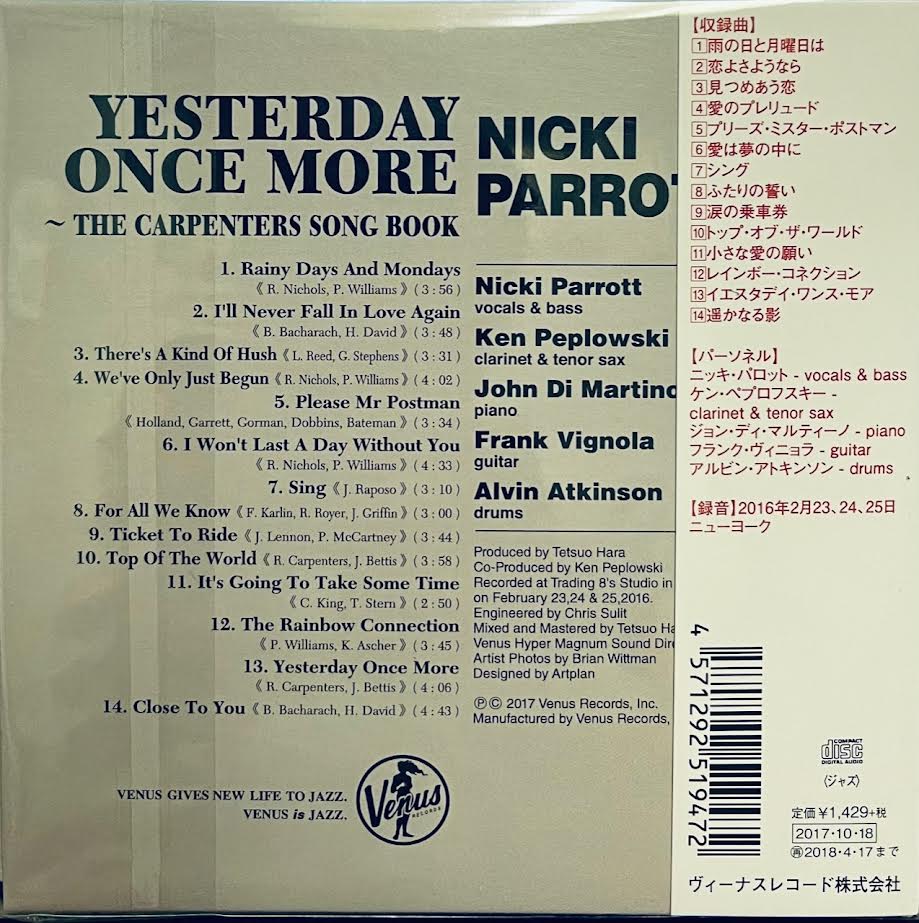 YESTERDAY
ONCE MORE
~ THE CARPENTERS SONG BOOK
1. Rainy Days And Mondays
《 R. Nichols, P. Williams 》 ( 3 : 56 )
2. I'll Never Fall In Love Again
《 B. Bacharach, H. David 》 ( 3 : 48 )
3. There's A Kind Of Hush 《 L. Reed, G. Stephens 》 ( 3 : 31 )
4. We've Only Just Begun 《 R. Nichols, P. Williams 》 ( 4 : 02 )
5. Please Mr Postman
《 Holland, Garrett, Gorman, Dobbins, Bateman 》 ( 3 : 34 )
6. I Won't Last A Day Without You
《 R. Nichols, P. Williams 》 ( 4 : 33 )
7. Sing 《 J. Raposo 》 ( 3 : 10 )
8. For All We Know 《 F. Karlin, R. Royer, J. Griffin 》 ( 3 : 00 )
9. Ticket To Ride 《 J. Lennon, P. McCartney 》 ( 3 : 44 )
10. Top Of The World 《 R. Carpenters, J. Bettis 》 ( 3 : 58 )
11. It's Going To Take Some Time
《 C. King, T. Stern 》 ( 2 : 50 )
12. The Rainbow Connection
《 P. Williams, K. Ascher 》 ( 3 : 45 )
13. Yesterday Once More
《 R. Carpenters, J. Bettis 》 ( 4 : 06 )
14. Close To You 《 B. Bacharach, H. David 》 ( 4 : 43 )
VENUS GIVES NEW LIFE TO JAZZ.
VENUS is JAZZ.
Venus
RECORDS
NICKI
PARRO
Nicki Parrott
vocals & bass
Ken Peplowski
clarinet & tenor sax
John Di Martino
piano
Frank Vignola
guitar
Alvin Atkinson
drums
Produced by Tetsuo Hara
Co-Produced by Ken Peplowski
Recorded at Trading 8's Studio in
on February 23,24 & 25,2016.
Engineered by Chris Sulit
Mixed and Mastered by Tetsuo Ha
Venus Hyper Magnum Sound Dire
Artist Photos by Brian Wittman
Designed by Artplan
℗© 2017 Venus Records, Inc.
Manufactured by Venus Records,
【収録曲】
1 雨の日と月曜日は
2 恋よさようなら
3 見つめあう恋
4 愛のプレリュード
5 プリーズ・ミスター・ポストマン
6 愛は夢の中に
7 シング
8 ふたりの誓い
9 涙の乗車券
10 トップ・オブ・ザ・ワールド
11 小さな愛の願い
12 レインボー・コネクション
13 イエスタデイ・ワンス・モア
14 遥かなる影
【パーソネル】
ニッキ・パロット - vocals & bass
ケン・ペプロフスキー -
clarinet & tenor sax
ジョン・ディ・マルティーノ - piano
フランク・ヴィニョラ - guitar
アルビン・アトキンソン - drums
【録音】2016年2月23、24、25日
ニューヨーク
4 571292 519472
COMPACT
disc
DIGITAL AUDIO
〈ジャズ〉
定価￥1,429+税
2017・10・18
再2018・4・17まで
ヴィーナスレコード株式会社